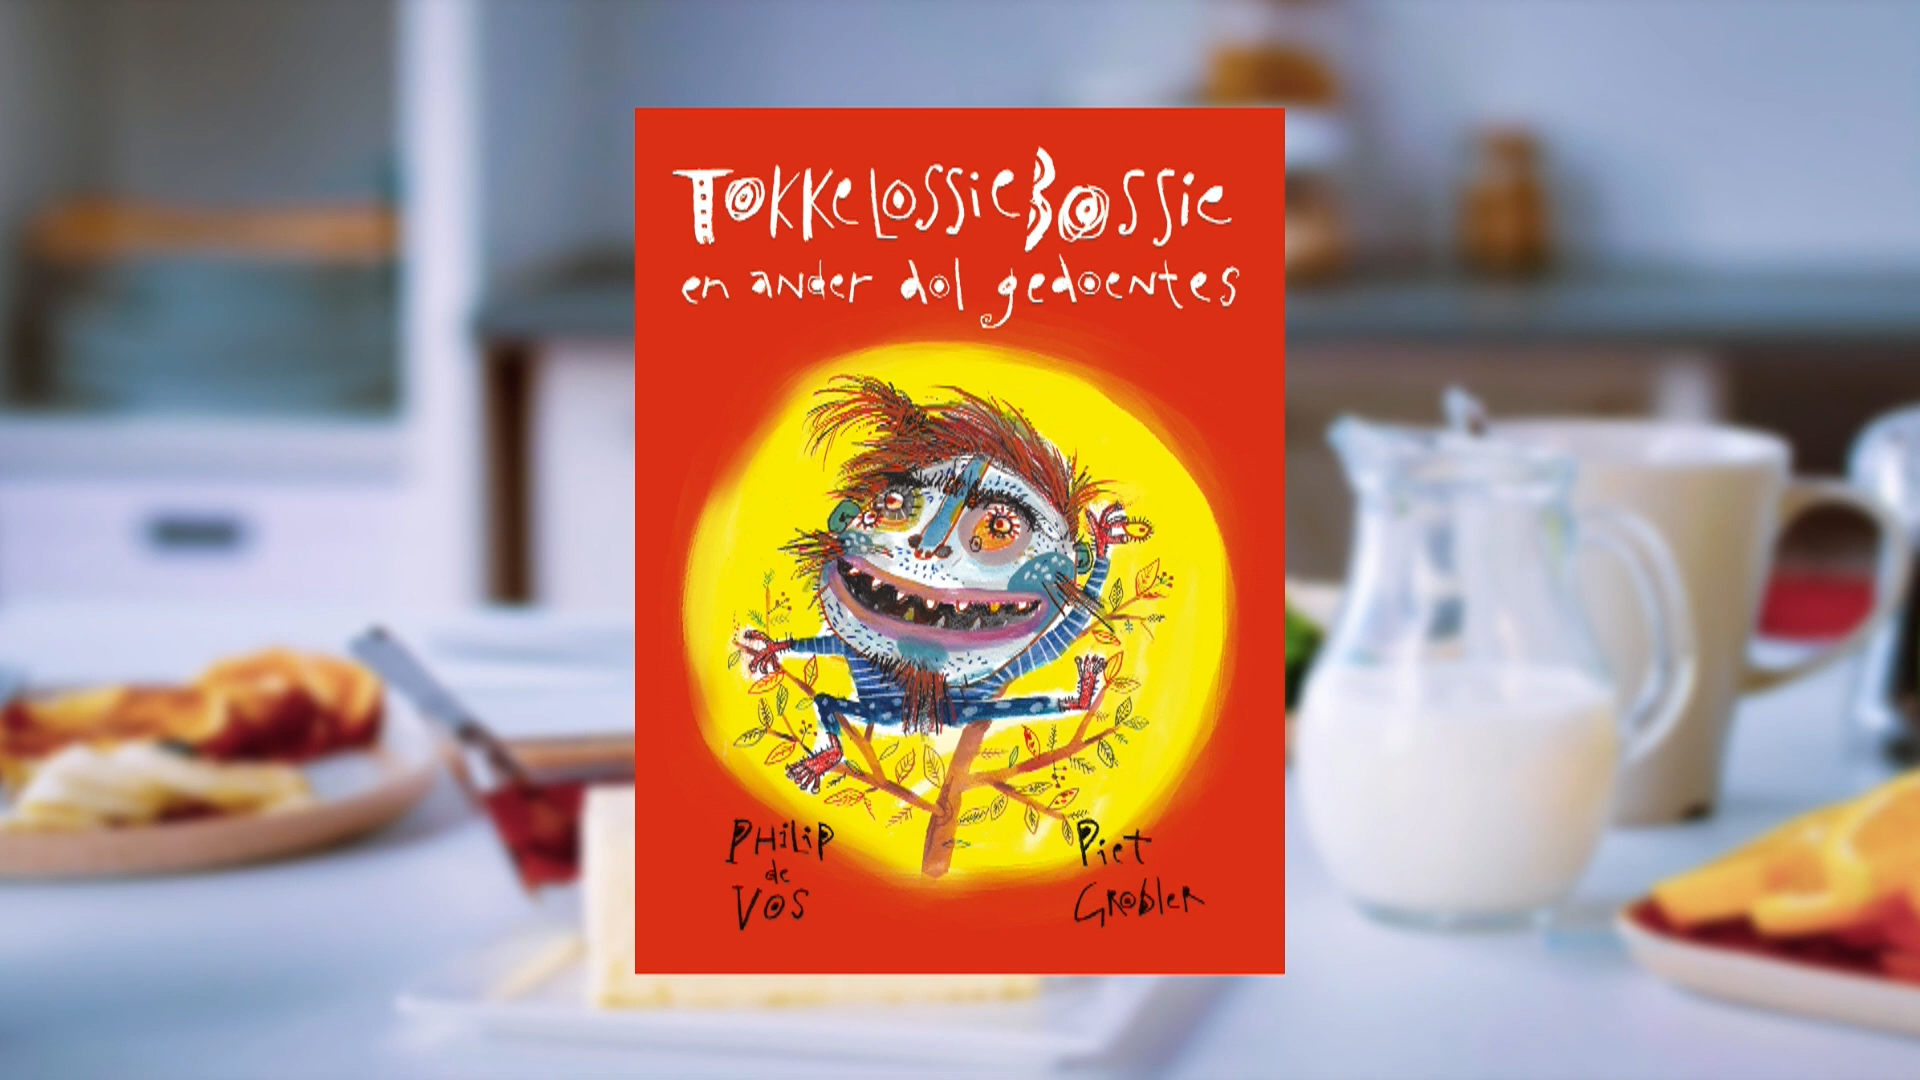 TokkeLossieBossie
en ander dol gedoentes
PHiLiP
de
VOS
Piet
GRobleR